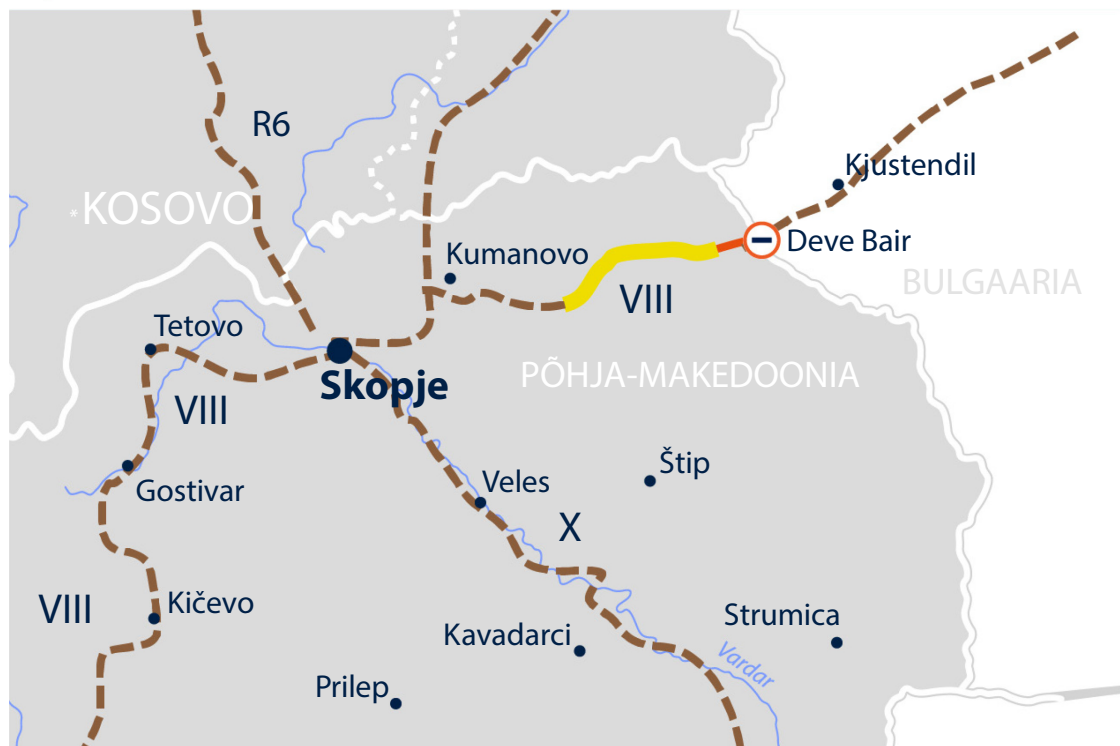 R6
*KOSOVO
Kjustendil
Deve Bair
Kumanovo
BULGAARIA
VIII
Tetovo
Skopje
PÕHJA-MAKEDOONIA
VIII
Štip
Gostivar
Veles
X
VIII
Kičevo
Kavadarci
Strumica
Vardar
Prilep